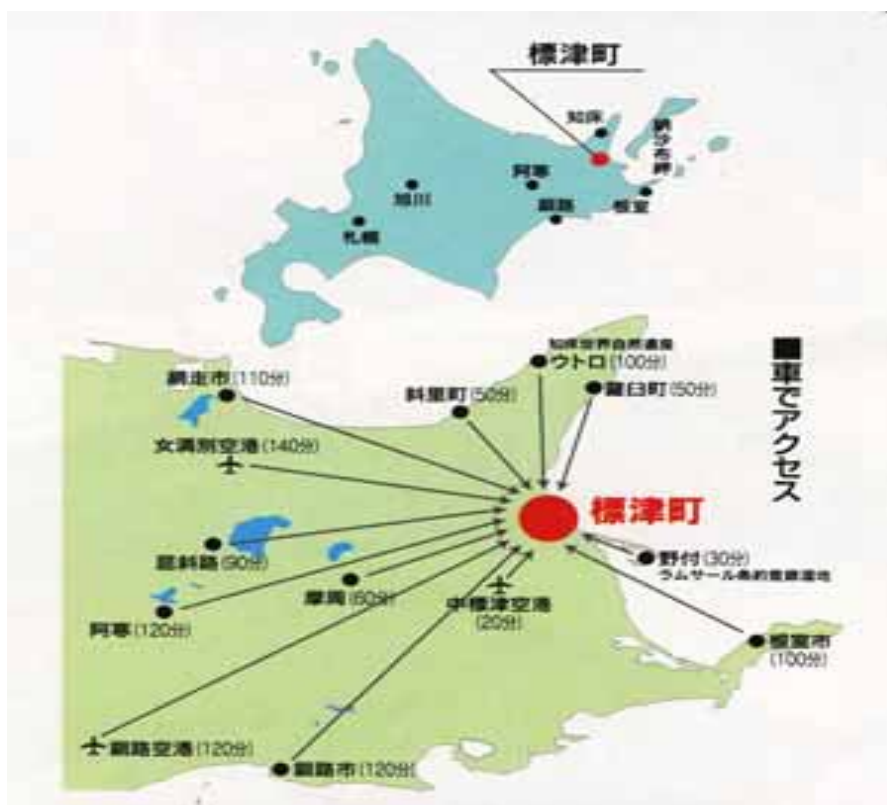 標津町
知床
納沙布岬
阿寒
旭川
釧路
根室
札幌
■車でアクセス
知床世界自然遺産
ウトロ(100分)
網走市(110分)
斜里町(50分)
羅臼町(50分)
女満別空港(140分)
標津町
野付(30分)
ラムサール条約登録湿地
屈斜路(90分)
摩周(60分)
中標津空港
(20分)
阿寒(120分)
根室市
(100分)
釧路空港(120分)
釧路市(120分)